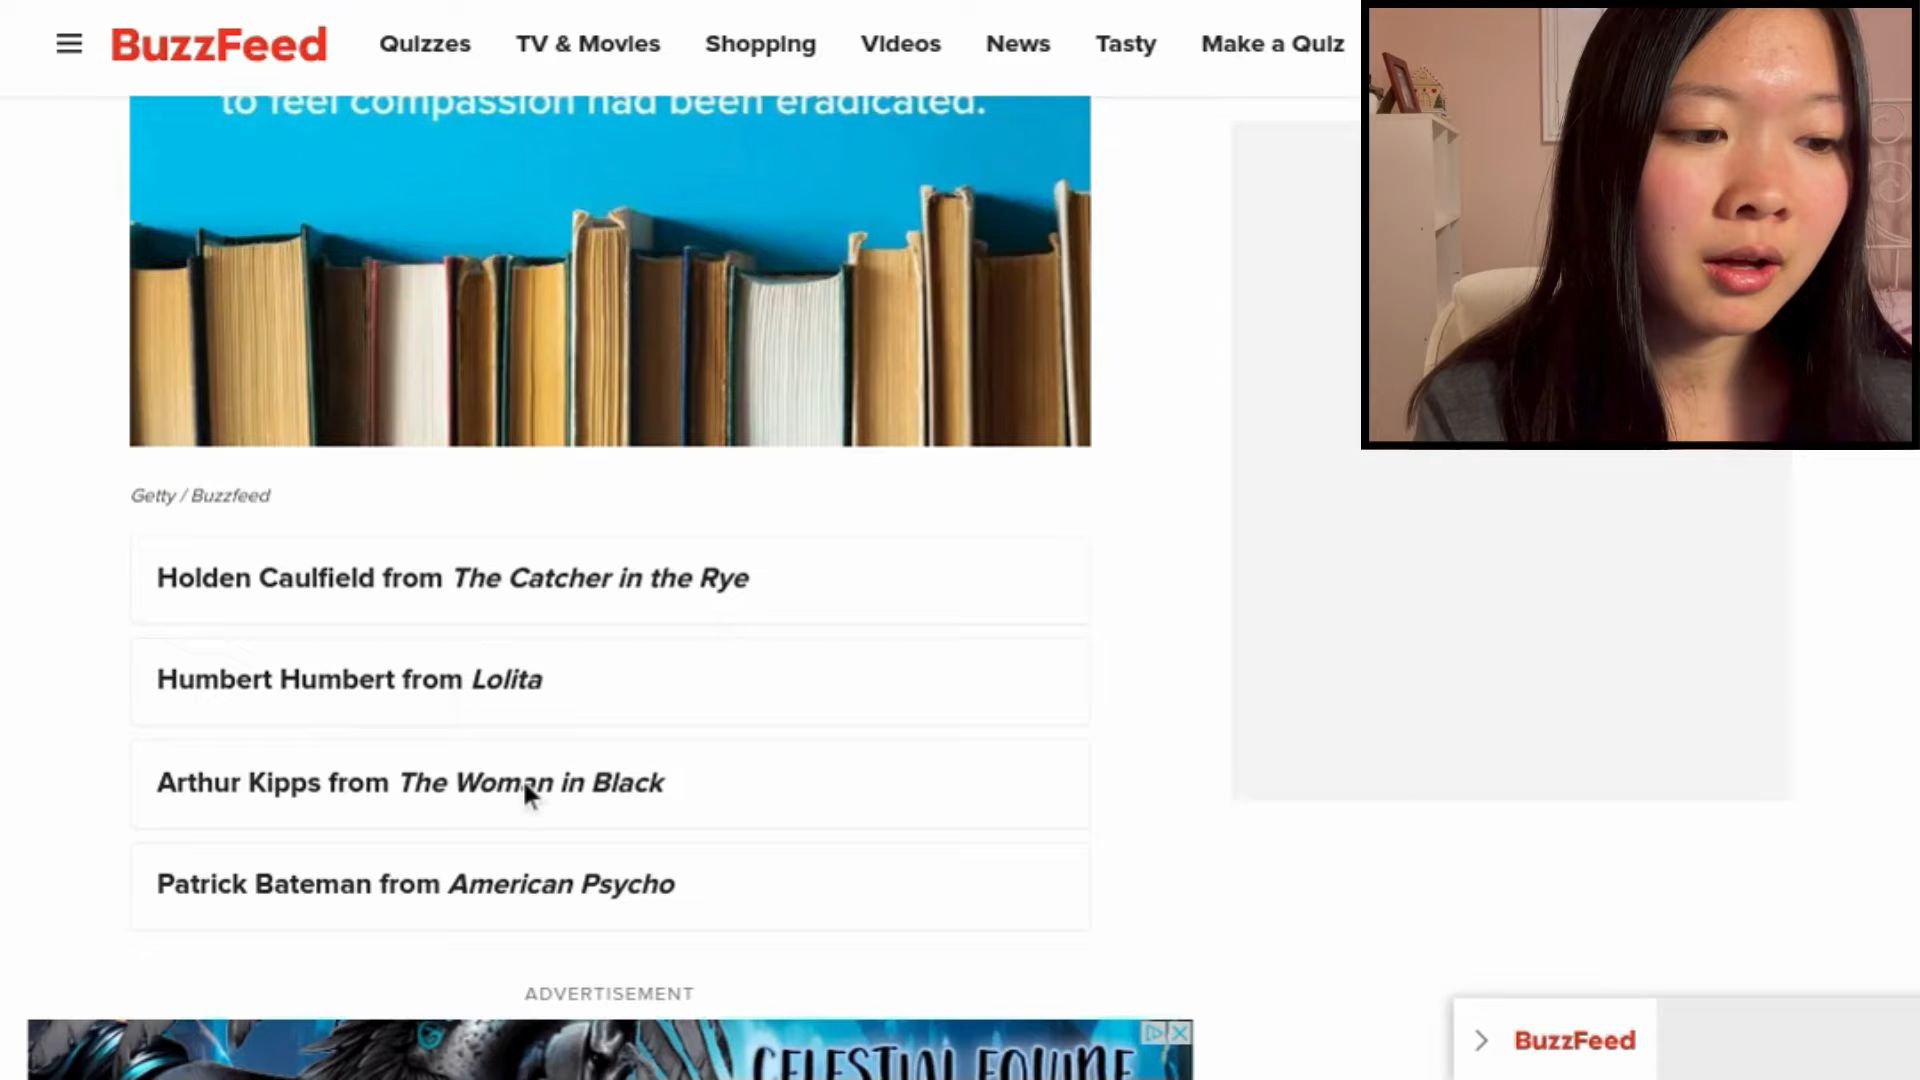 BuzzFeed Quizzes TV & Movies Shopping Videos News Tasty Make a Quiz
to feel compassion had been eradicated.
Getty / Buzzfeed
Holden Caulfield from The Catcher in the Rye
Humbert Humbert from Lolita
Arthur Kipps from The Woman in Black
Patrick Bateman from American Psycho
ADVERTISEMENT
CELESTIAL EQUINE
BuzzFeed